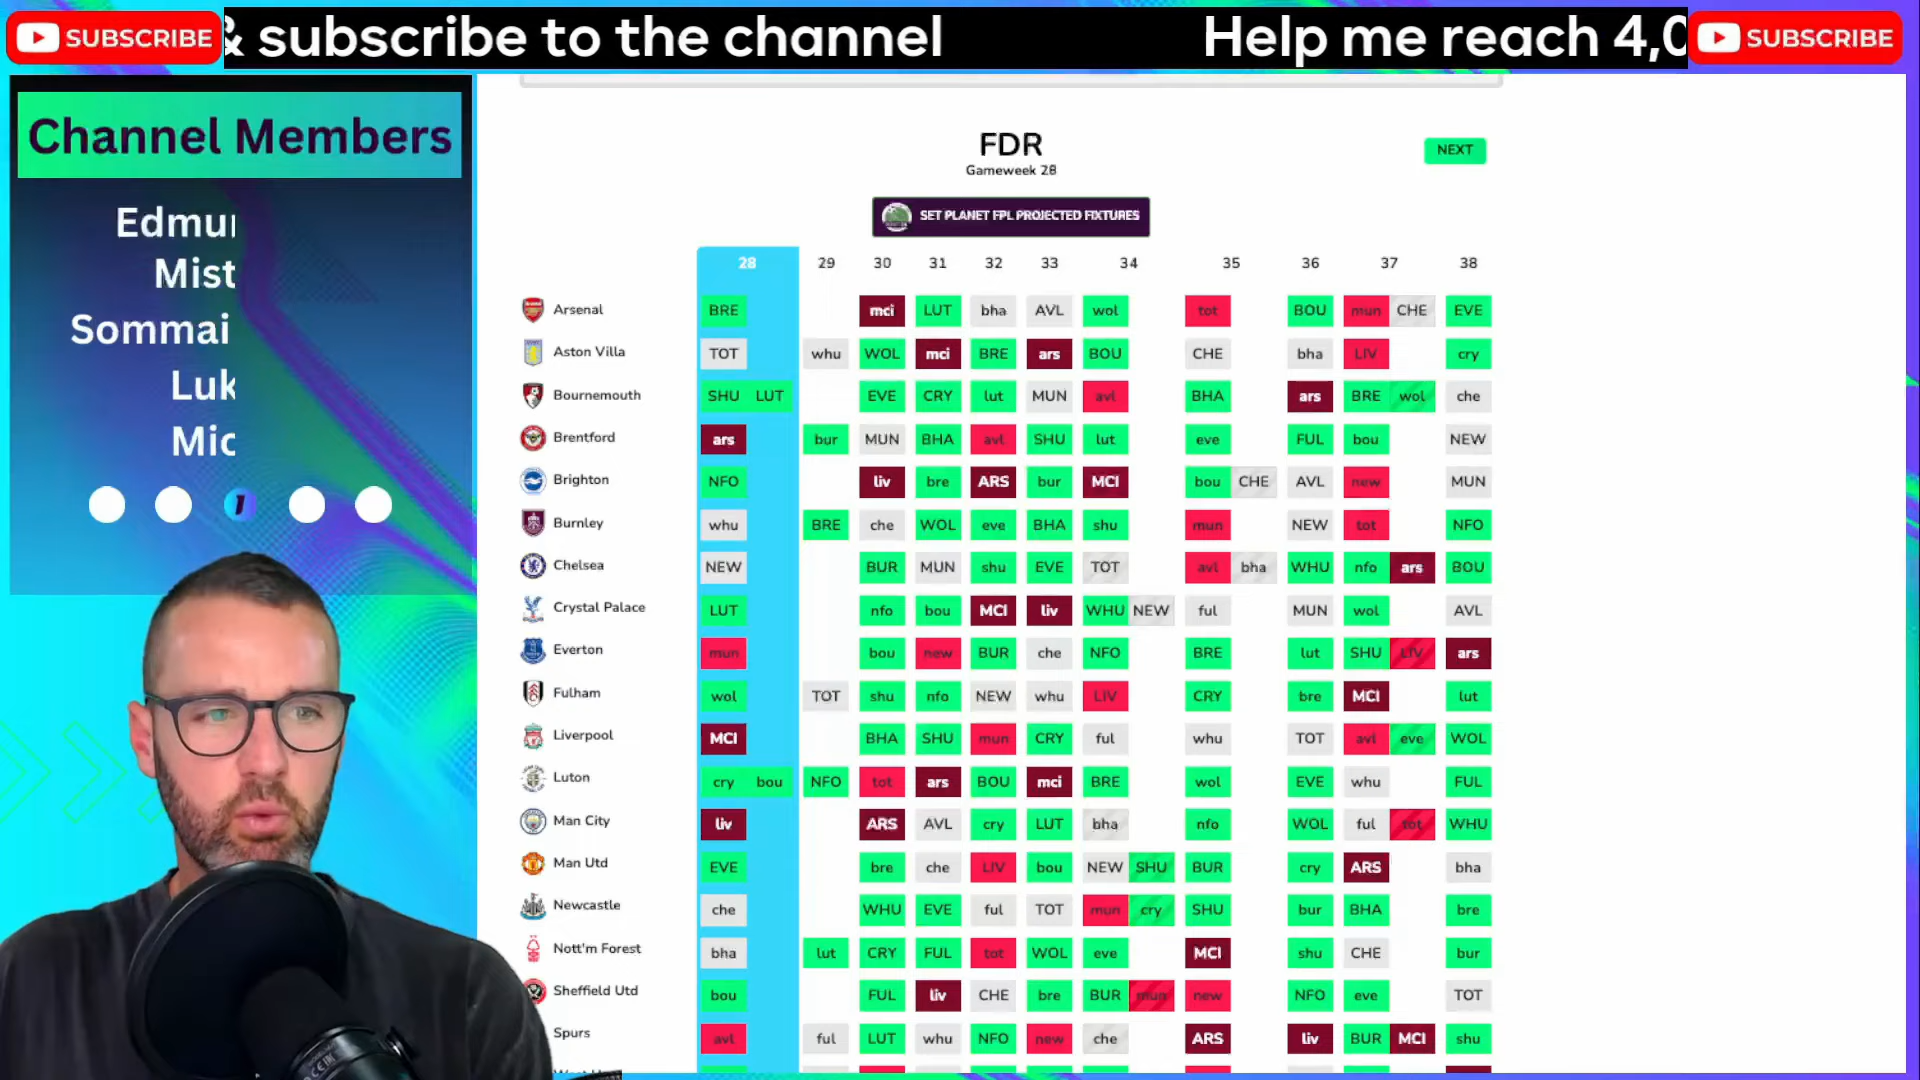 SUBSCRIBE & subscribe to the channel Help me reach 4,0 SUBSCRIBE
Channel Members
Edmu
Mist
Sommai
Luk
Mic
FDR
Gameweek 28
NEXT
SET PLANET FPL PROJECTED FIXTURES
28 29 30 31 32 33 34 35 36 37 38
Arsenal BRE mci LUT bha AVL wol tot BOU mun CHE EVE
Aston Villa TOT whu WOL mci BRE ars BOU CHE bha LIV cry
Bournemouth SHU LUT EVE CRY lut MUN avl BHA ars BRE wol che
Brentford ars bur MUN BHA avl SHU lut eve FUL bou NEW
Brighton NFO liv bre ARS bur MCI bou CHE AVL new MUN
Burnley whu BRE che WOL eve BHA shu mun NEW tot NFO
Chelsea NEW BUR MUN shu EVE TOT avl bha WHU nfo ars BOU
Crystal Palace LUT nfo bou MCI liv WHU NEW ful MUN wol AVL
Everton mun bou new BUR che NFO BRE lut SHU LIV ars
Fulham wol TOT shu nfo NEW whu LIV CRY bre MCI lut
Liverpool MCI BHA SHU mun CRY ful whu TOT avl eve WOL
Luton cry bou NFO tot ars BOU mci BRE wol EVE whu FUL
Man City liv ARS AVL cry LUT bha nfo WOL ful tot WHU
Man Utd EVE bre che LIV bou NEW SHU BUR cry ARS bha
Newcastle che WHU EVE ful TOT mun cry SHU bur BHA bre
Nott'm Forest bha lut CRY FUL tot WOL eve MCI shu CHE bur
Sheffield Utd bou FUL liv CHE bre BUR mun new NFO eve TOT
Spurs avl ful LUT whu NFO new che ARS liv BUR MCI shu